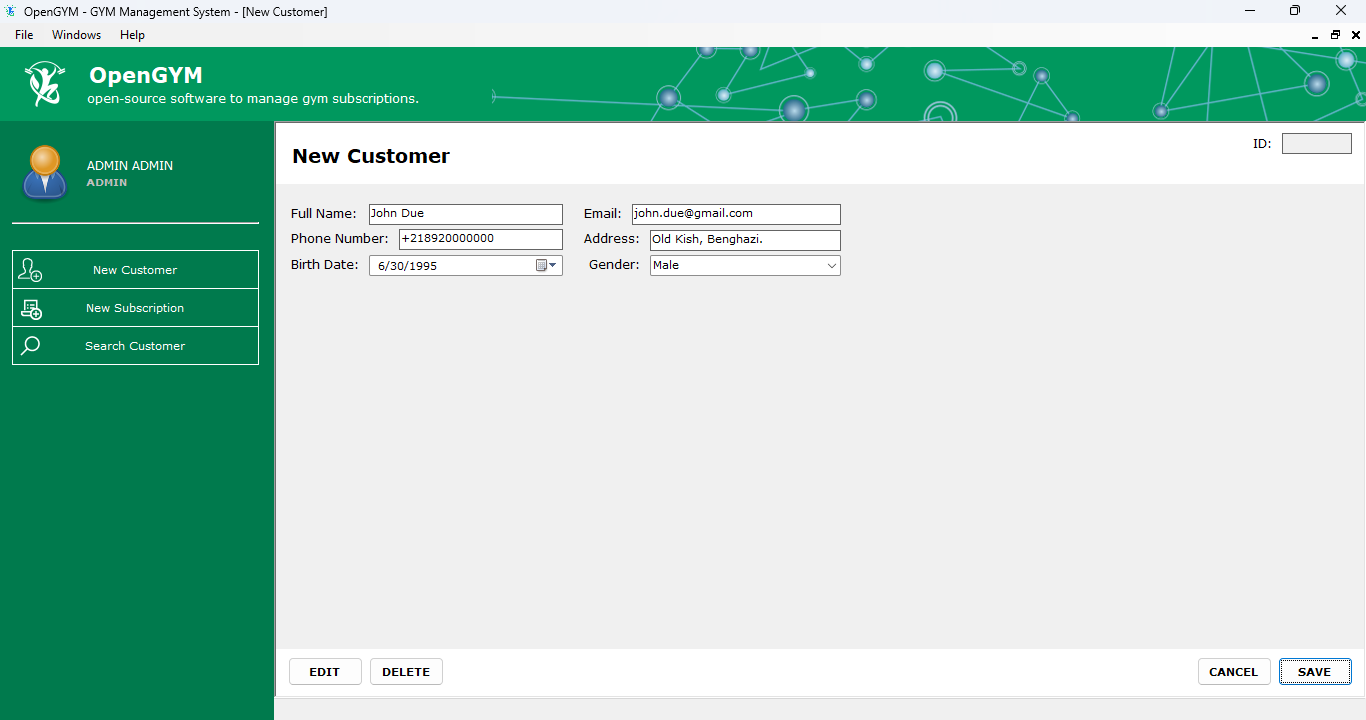 OpenGYM - GYM Management System - [New Customer]
File Windows Help
OpenGYM
open-source software to manage gym subscriptions.
ADMIN ADMIN
ADMIN
New Customer
New Subscription
Search Customer
New Customer
ID:
Full Name: John Due Email: john.due@gmail.com
Phone Number: +218920000000 Address: Old Kish, Benghazi.
Birth Date: 6/30/1995 Gender: Male
EDIT DELETE CANCEL SAVE